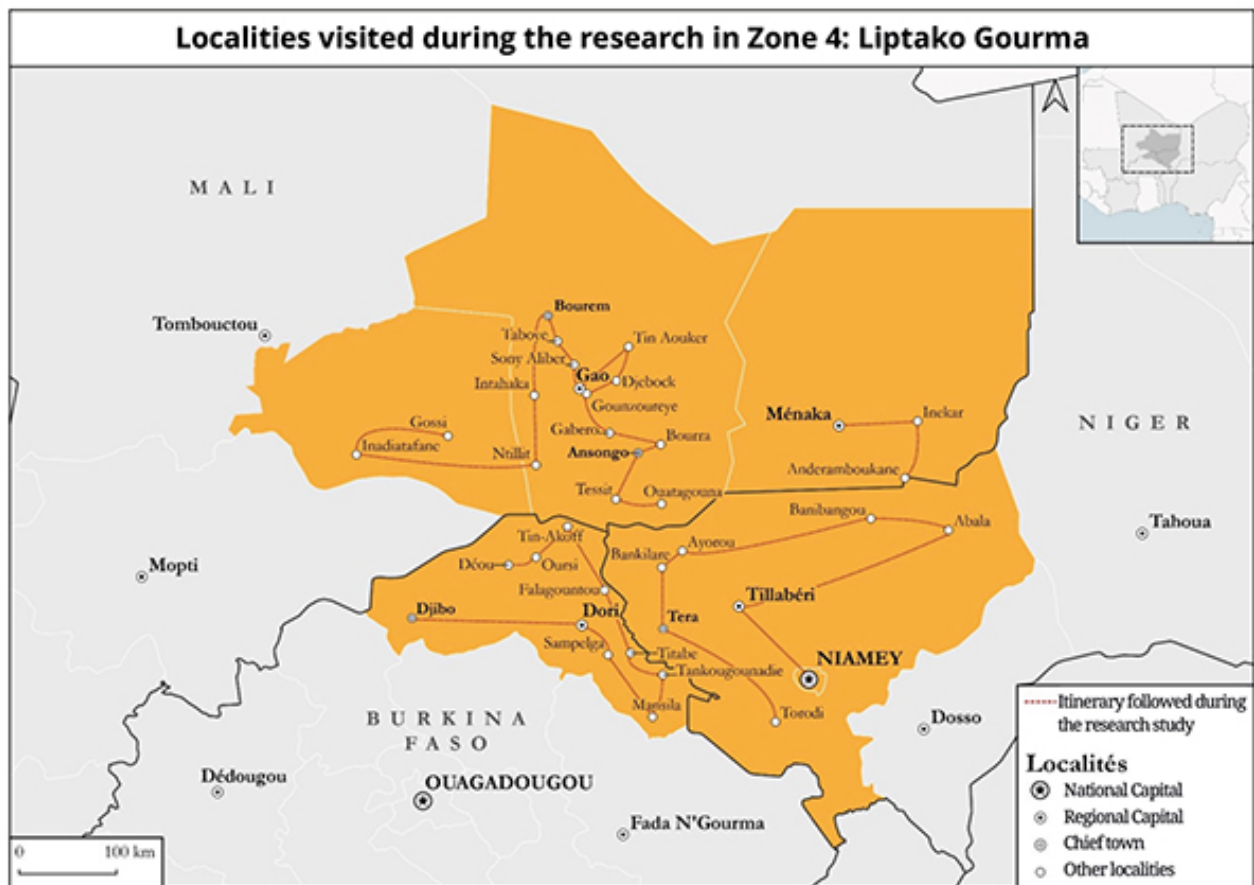 Localities visited during the research in Zone 4: Liptako Gourma
MALI
Tombouctou
Bourem
Taboye
Tin Aouker
Sony Aliber
Gao
Djebock
Intahaka
Gounzoureye
Ménaka
Inekar
NIGER
Gossi
Gabero
Bourra
Inadiatafane
Ntillit
Ansongo
Anderamboukane
Tessit
Ouatagouna
Banibangou
Abala
Tahoua
Tin-Akoff
Ayorou
Mopti
Déou
Oursi
Bankilare
Falagountou
Tillabéri
Djibo
Dori
Tera
Sampelga
Titabe
NIAMEY
Tankougounadie
Mansila
Torodi
BURKINA
FASO
Dosso
Dédougou
OUAGADOUGOU
Fada N'Gourma
0 100 km
Itinerary followed during
the research study
Localités
National Capital
Regional Capital
Chief town
Other localities